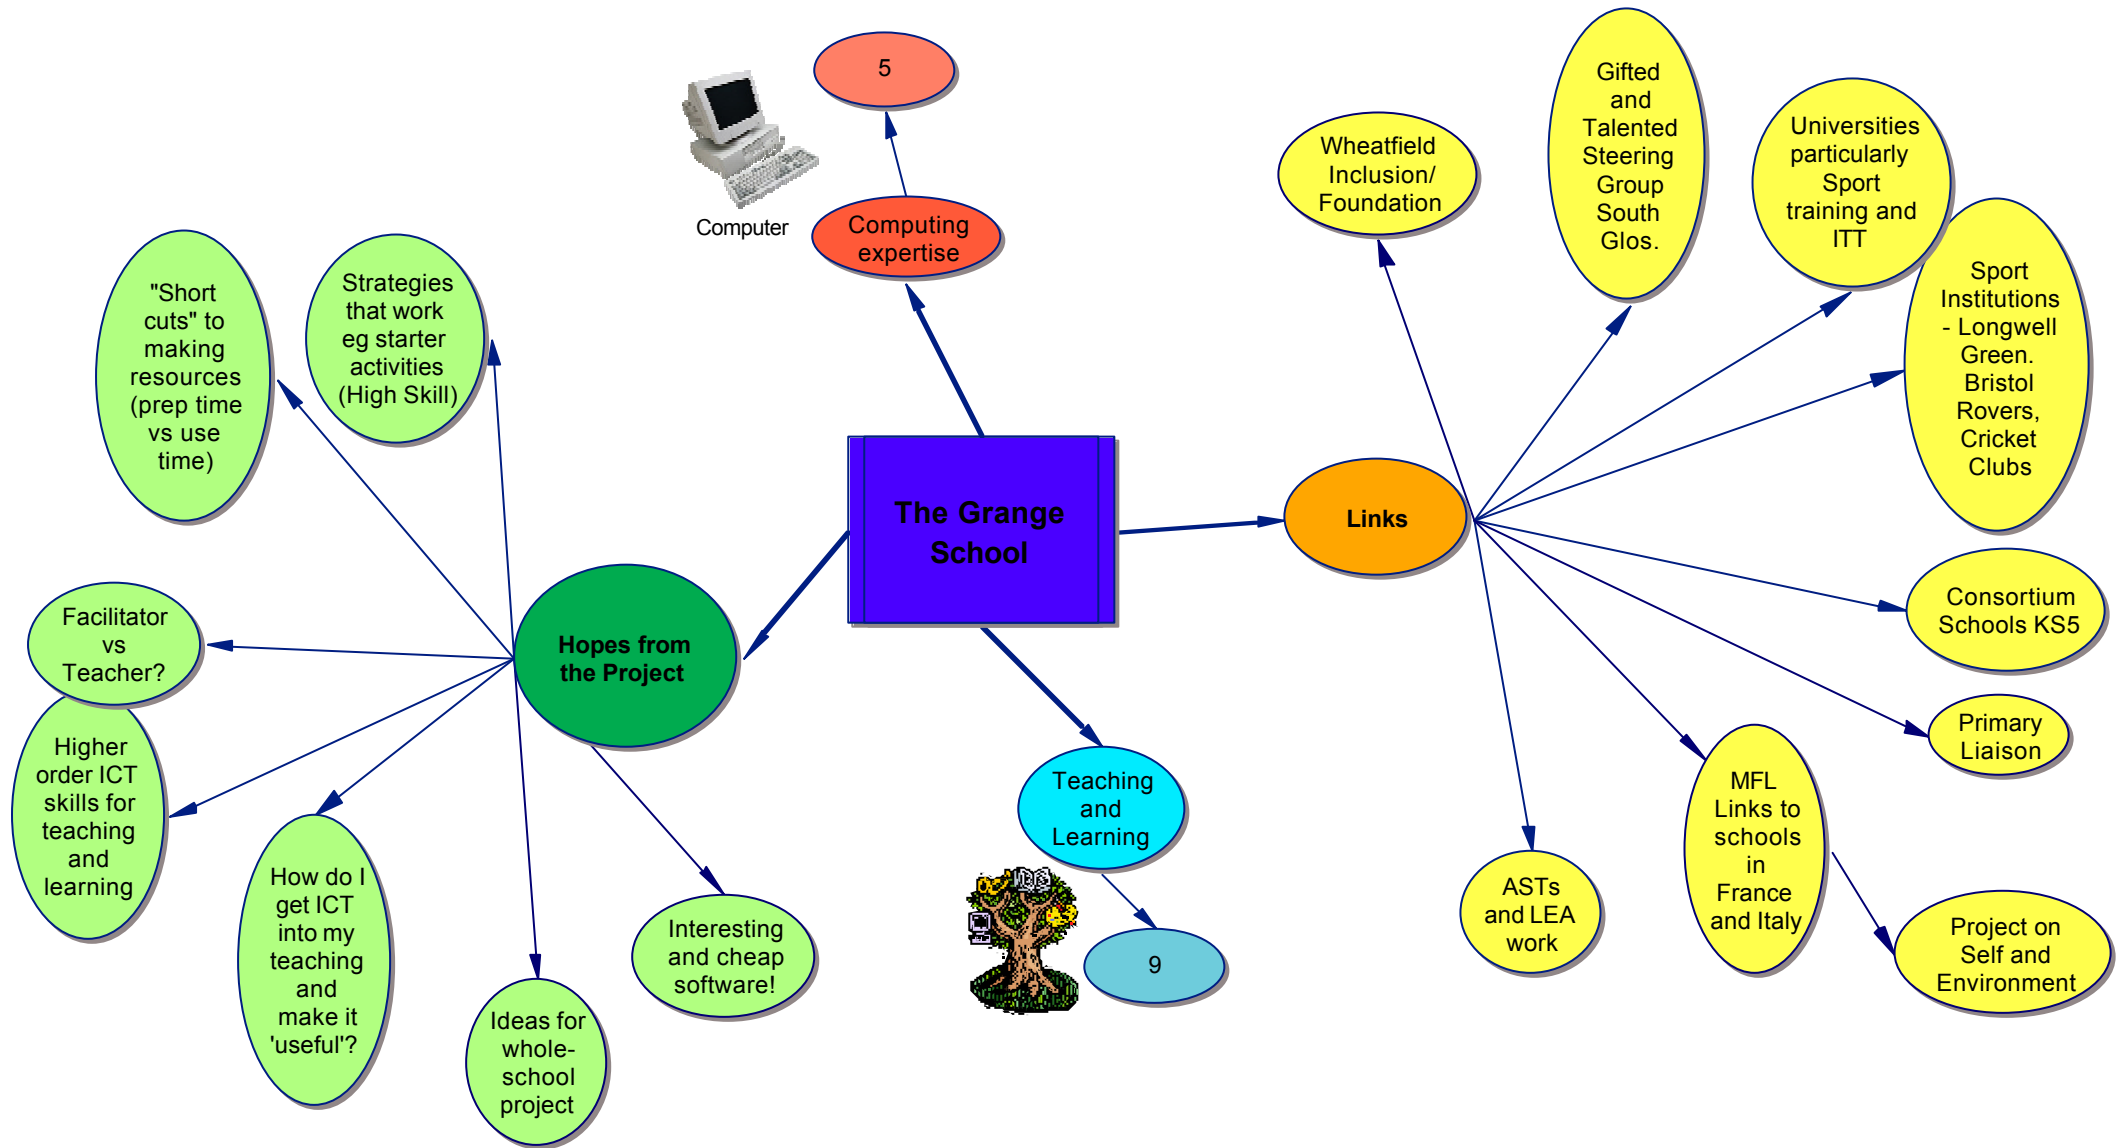 5
Computer
Computing
expertise
"Short
cuts" to
making
resources
(prep time
vs use
time)
Strategies
that work
eg starter
activities
(High Skill)
Facilitator
vs
Teacher?
Higher
order ICT
skills for
teaching
and
learning
How do I
get ICT
into my
teaching
and
make it
'useful'?
Ideas for
whole-
school
project
Interesting
and cheap
software!
Hopes from
the Project
The Grange
School
Teaching
and
Learning
9
Links
Wheatfield
Inclusion/
Foundation
Gifted
and
Talented
Steering
Group
South
Glos.
Universities
particularly
Sport
training and
ITT
Sport
Institutions
- Longwell
Green.
Bristol
Rovers,
Cricket
Clubs
Consortium
Schools KS5
Primary
Liaison
MFL
Links to
schools
in
France
and Italy
Project on
Self and
Environment
ASTs
and LEA
work